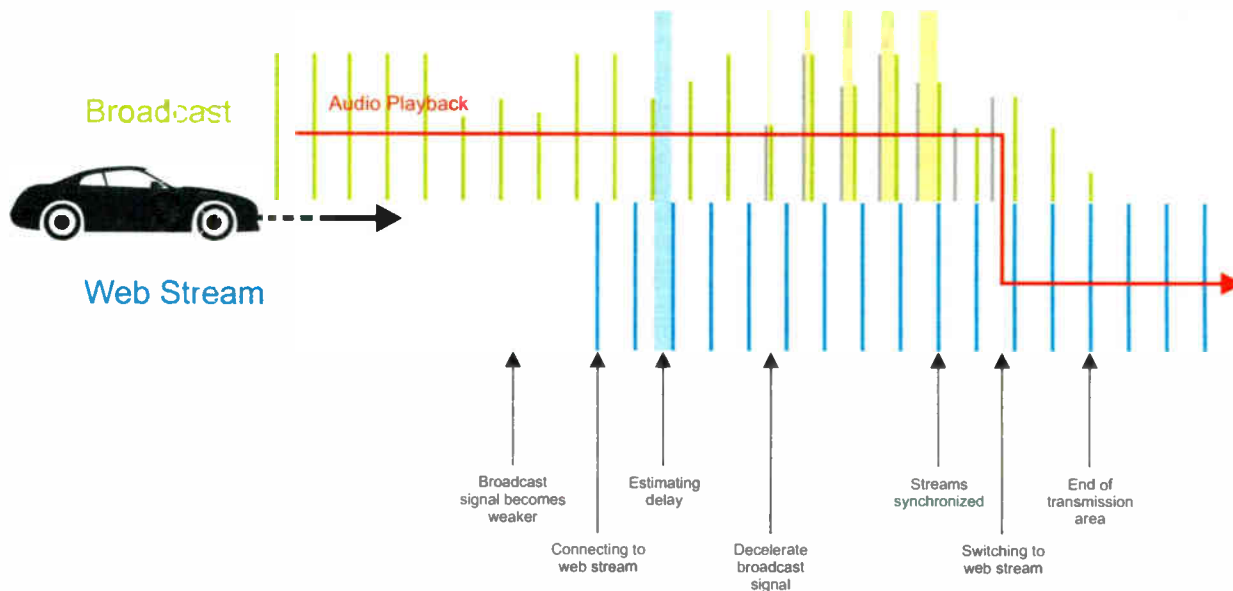 Broadcast
Audio Playback
Web Stream
Broadcast
signal becomes
weaker
Connecting to
web stream
Estimating
delay
Decelerate
broadcast
signal
Streams
synchronized
Switching to
web stream
End of
transmission
area